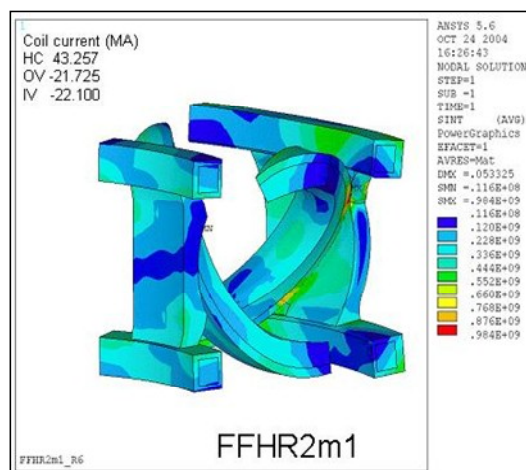 1
Coil current (MA)
HC 43.257
OV -21.725
IV -22.100
ANSYS 5.6
OCT 24 2004
16:26:43
NODAL SOLUTION
STEP=1
SUB =1
TIME=1
SINT (AVG)
PowerGraphics
EFACET=1
AVRES=Mat
DMX =.053325
SMN =.116E+08
SMX =.984E+09
.116E+08
.120E+09
.228E+09
.336E+09
.444E+09
.552E+09
.660E+09
.768E+09
.876E+09
.984E+09
FFHR2m1
FFHR2m1_R6